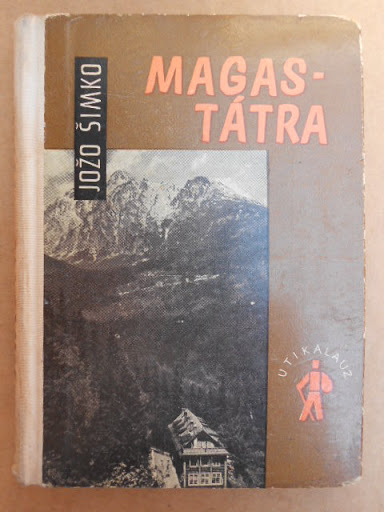 JOŽO ŠIMKO
MAGAS-
TÁTRA
ÚTIKALAUZ